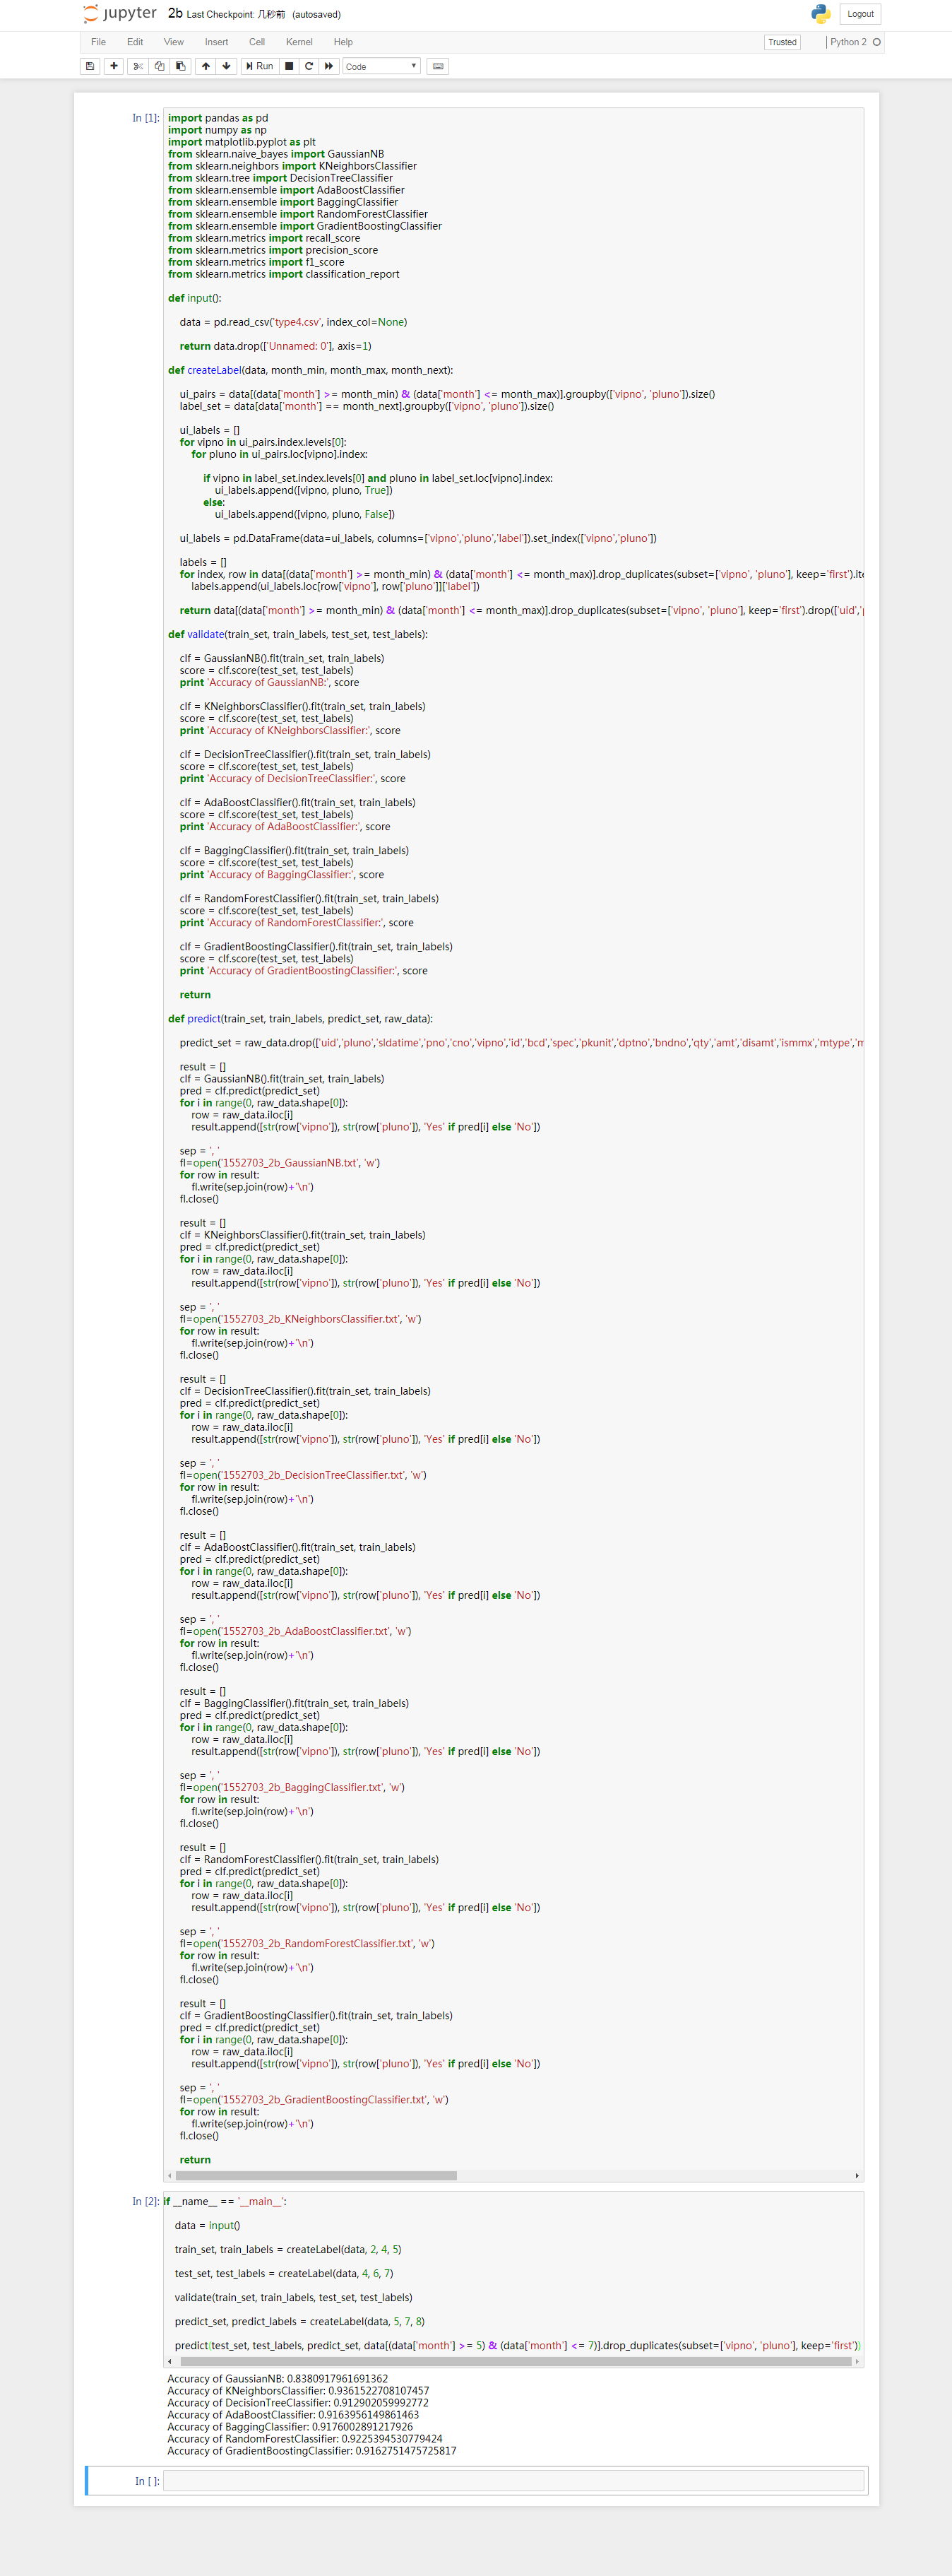 jupyter 2b Last Checkpoint: 几秒前 (autosaved) Logout
File Edit View Insert Cell Kernel Help Trusted Python 2
Run Code
In [1]: import pandas as pd
import numpy as np
import matplotlib.pyplot as plt
from sklearn.naive_bayes import GaussianNB
from sklearn.neighbors import KNeighborsClassifier
from sklearn.tree import DecisionTreeClassifier
from sklearn.ensemble import AdaBoostClassifier
from sklearn.ensemble import BaggingClassifier
from sklearn.ensemble import RandomForestClassifier
from sklearn.ensemble import GradientBoostingClassifier
from sklearn.metrics import recall_score
from sklearn.metrics import precision_score
from sklearn.metrics import f1_score
from sklearn.metrics import classification_report
def input():
data = pd.read_csv('type4.csv', index_col=None)
return data.drop(['Unnamed: 0'], axis=1)
def createLabel(data, month_min, month_max, month_next):
ui_pairs = data[(data['month'] >= month_min) & (data['month'] <= month_max)].groupby(['vipno', 'pluno']).size()
label_set = data[data['month'] == month_next].groupby(['vipno', 'pluno']).size()
ui_labels = []
for vipno in ui_pairs.index.levels[0]:
for pluno in ui_pairs.loc[vipno].index:
if vipno in label_set.index.levels[0] and pluno in label_set.loc[vipno].index:
ui_labels.append([vipno, pluno, True])
else:
ui_labels.append([vipno, pluno, False])
ui_labels = pd.DataFrame(data=ui_labels, columns=['vipno','pluno','label']).set_index(['vipno','pluno'])
labels = []
for index, row in data[(data['month'] >= month_min) & (data['month'] <= month_max)].drop_duplicates(subset=['vipno', 'pluno'], keep='first').ite
labels.append(ui_labels.loc[row['vipno'], row['pluno']]['label'])
return data[(data['month'] >= month_min) & (data['month'] <= month_max)].drop_duplicates(subset=['vipno', 'pluno'], keep='first').drop(['uid','p
def validate(train_set, train_labels, test_set, test_labels):
clf = GaussianNB().fit(train_set, train_labels)
score = clf.score(test_set, test_labels)
print 'Accuracy of GaussianNB:', score
clf = KNeighborsClassifier().fit(train_set, train_labels)
score = clf.score(test_set, test_labels)
print 'Accuracy of KNeighborsClassifier:', score
clf = DecisionTreeClassifier().fit(train_set, train_labels)
score = clf.score(test_set, test_labels)
print 'Accuracy of DecisionTreeClassifier:', score
clf = AdaBoostClassifier().fit(train_set, train_labels)
score = clf.score(test_set, test_labels)
print 'Accuracy of AdaBoostClassifier:', score
clf = BaggingClassifier().fit(train_set, train_labels)
score = clf.score(test_set, test_labels)
print 'Accuracy of BaggingClassifier:', score
clf = RandomForestClassifier().fit(train_set, train_labels)
score = clf.score(test_set, test_labels)
print 'Accuracy of RandomForestClassifier:', score
clf = GradientBoostingClassifier().fit(train_set, train_labels)
score = clf.score(test_set, test_labels)
print 'Accuracy of GradientBoostingClassifier:', score
return
def predict(train_set, train_labels, predict_set, raw_data):
predict_set = raw_data.drop(['uid','pluno','sldatime','pno','cno','vipno','id','bcd','spec','pkunit','dptno','bndno','qty','amt','disamt','ismmx','mtype','m
result = []
clf = GaussianNB().fit(train_set, train_labels)
pred = clf.predict(predict_set)
for i in range(0, raw_data.shape[0]):
row = raw_data.iloc[i]
result.append([str(row['vipno']), str(row['pluno']), 'Yes' if pred[i] else 'No'])
sep = ', '
fl=open('1552703_2b_GaussianNB.txt', 'w')
for row in result:
fl.write(sep.join(row)+'\n')
fl.close()
result = []
clf = KNeighborsClassifier().fit(train_set, train_labels)
pred = clf.predict(predict_set)
for i in range(0, raw_data.shape[0]):
row = raw_data.iloc[i]
result.append([str(row['vipno']), str(row['pluno']), 'Yes' if pred[i] else 'No'])
sep = ', '
fl=open('1552703_2b_KNeighborsClassifier.txt', 'w')
for row in result:
fl.write(sep.join(row)+'\n')
fl.close()
result = []
clf = DecisionTreeClassifier().fit(train_set, train_labels)
pred = clf.predict(predict_set)
for i in range(0, raw_data.shape[0]):
row = raw_data.iloc[i]
result.append([str(row['vipno']), str(row['pluno']), 'Yes' if pred[i] else 'No'])
sep = ', '
fl=open('1552703_2b_DecisionTreeClassifier.txt', 'w')
for row in result:
fl.write(sep.join(row)+'\n')
fl.close()
result = []
clf = AdaBoostClassifier().fit(train_set, train_labels)
pred = clf.predict(predict_set)
for i in range(0, raw_data.shape[0]):
row = raw_data.iloc[i]
result.append([str(row['vipno']), str(row['pluno']), 'Yes' if pred[i] else 'No'])
sep = ', '
fl=open('1552703_2b_AdaBoostClassifier.txt', 'w')
for row in result:
fl.write(sep.join(row)+'\n')
fl.close()
result = []
clf = BaggingClassifier().fit(train_set, train_labels)
pred = clf.predict(predict_set)
for i in range(0, raw_data.shape[0]):
row = raw_data.iloc[i]
result.append([str(row['vipno']), str(row['pluno']), 'Yes' if pred[i] else 'No'])
sep = ', '
fl=open('1552703_2b_BaggingClassifier.txt', 'w')
for row in result:
fl.write(sep.join(row)+'\n')
fl.close()
result = []
clf = RandomForestClassifier().fit(train_set, train_labels)
pred = clf.predict(predict_set)
for i in range(0, raw_data.shape[0]):
row = raw_data.iloc[i]
result.append([str(row['vipno']), str(row['pluno']), 'Yes' if pred[i] else 'No'])
sep = ', '
fl=open('1552703_2b_RandomForestClassifier.txt', 'w')
for row in result:
fl.write(sep.join(row)+'\n')
fl.close()
result = []
clf = GradientBoostingClassifier().fit(train_set, train_labels)
pred = clf.predict(predict_set)
for i in range(0, raw_data.shape[0]):
row = raw_data.iloc[i]
result.append([str(row['vipno']), str(row['pluno']), 'Yes' if pred[i] else 'No'])
sep = ', '
fl=open('1552703_2b_GradientBoostingClassifier.txt', 'w')
for row in result:
fl.write(sep.join(row)+'\n')
fl.close()
return
In [2]: if __name__ == '__main__':
data = input()
train_set, train_labels = createLabel(data, 2, 4, 5)
test_set, test_labels = createLabel(data, 4, 6, 7)
validate(train_set, train_labels, test_set, test_labels)
predict_set, predict_labels = createLabel(data, 5, 7, 8)
predict(test_set, test_labels, predict_set, data[(data['month'] >= 5) & (data['month'] <= 7)].drop_duplicates(subset=['vipno', 'pluno'], keep='first'))
Accuracy of GaussianNB: 0.8380917961691362
Accuracy of KNeighborsClassifier: 0.9361522708107457
Accuracy of DecisionTreeClassifier: 0.912902059992772
Accuracy of AdaBoostClassifier: 0.9163956149861463
Accuracy of BaggingClassifier: 0.9176002891217926
Accuracy of RandomForestClassifier: 0.9225394530779424
Accuracy of GradientBoostingClassifier: 0.9162751475725817
In [ ]: